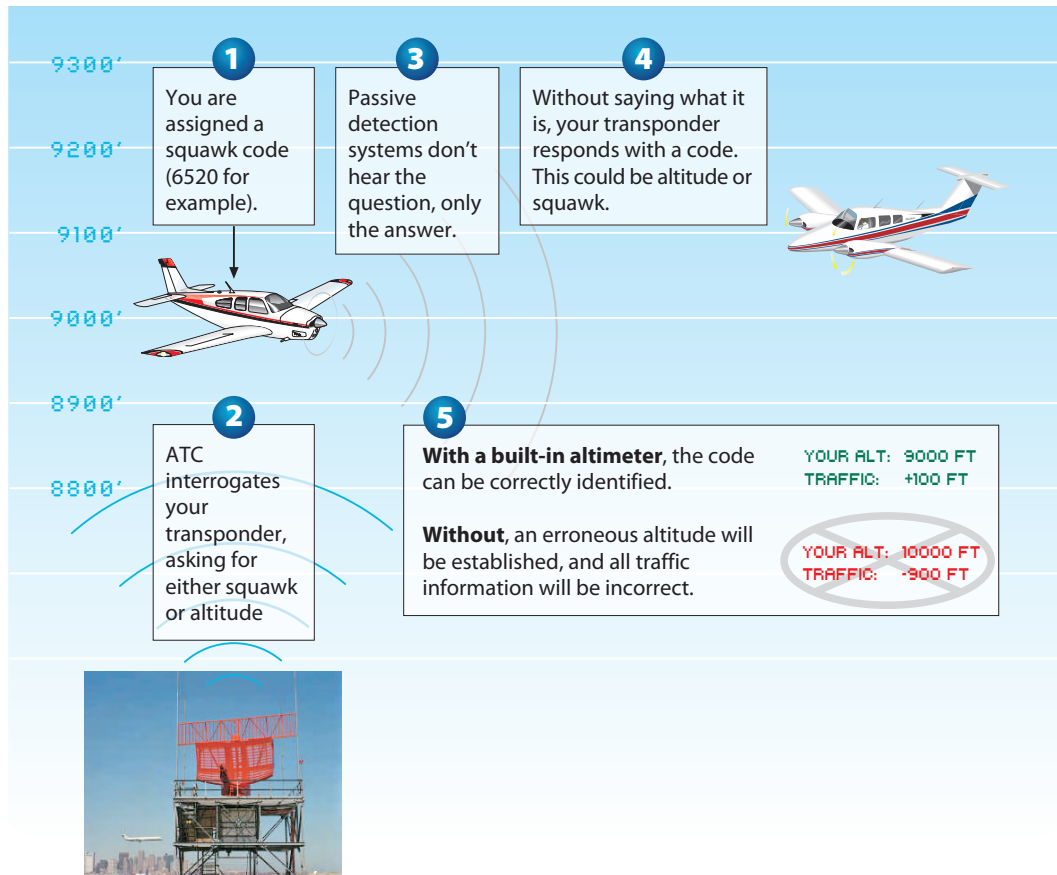 9300'
9200'
9100'
9000'
8900'
8800'
1
You are
assigned a
squawk code
(6520 for
example).
3
Passive
detection
systems don't
hear the
question, only
the answer.
4
Without saying what it
is, your transponder
responds with a code.
This could be altitude or
squawk.
2
ATC
interrogates
your
transponder,
asking for
either squawk
or altitude
5
With a built-in altimeter, the code
can be correctly identified.
YOUR ALT: 9000 FT
TRAFFIC: +100 FT
Without, an erroneous altitude will
be established, and all traffic
information will be incorrect.
YOUR ALT: 10000 FT
TRAFFIC: -900 FT